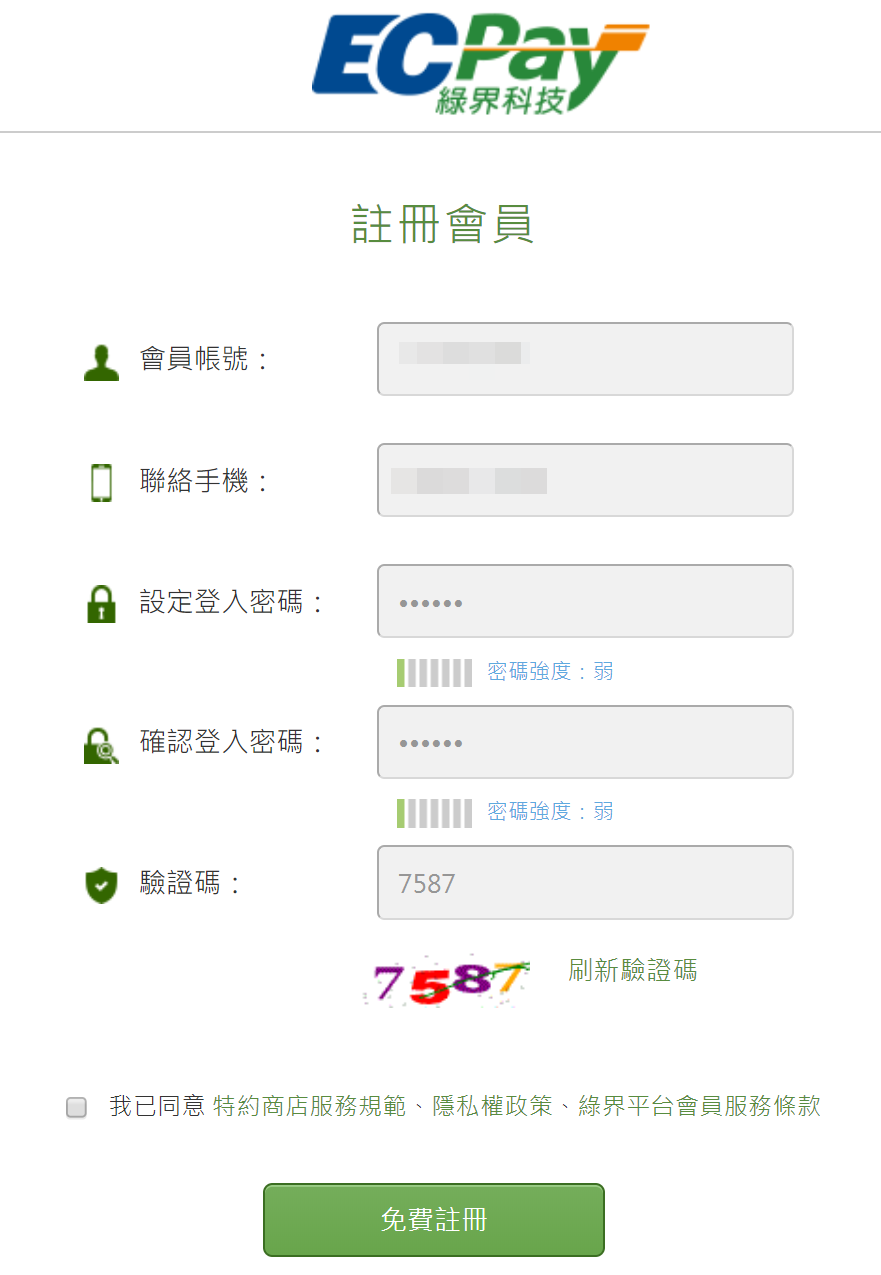 ECPay
綠界科技
註冊會員
會員帳號：
聯絡手機：
設定登入密碼：
••••••
密碼強度：弱
確認登入密碼：
••••••
密碼強度：弱
驗證碼：
7587
7587 刷新驗證碼
我已同意 特約商店服務規範、隱私權政策、綠界平台會員服務條款
免費註冊